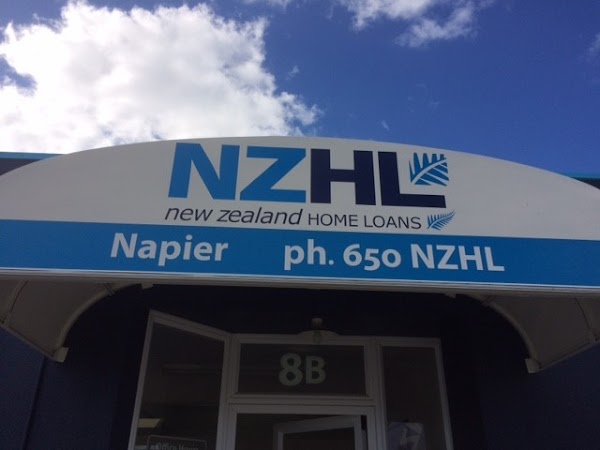 NZHL
new zealand HOME LOANS
Napier ph. 650 NZHL
8B